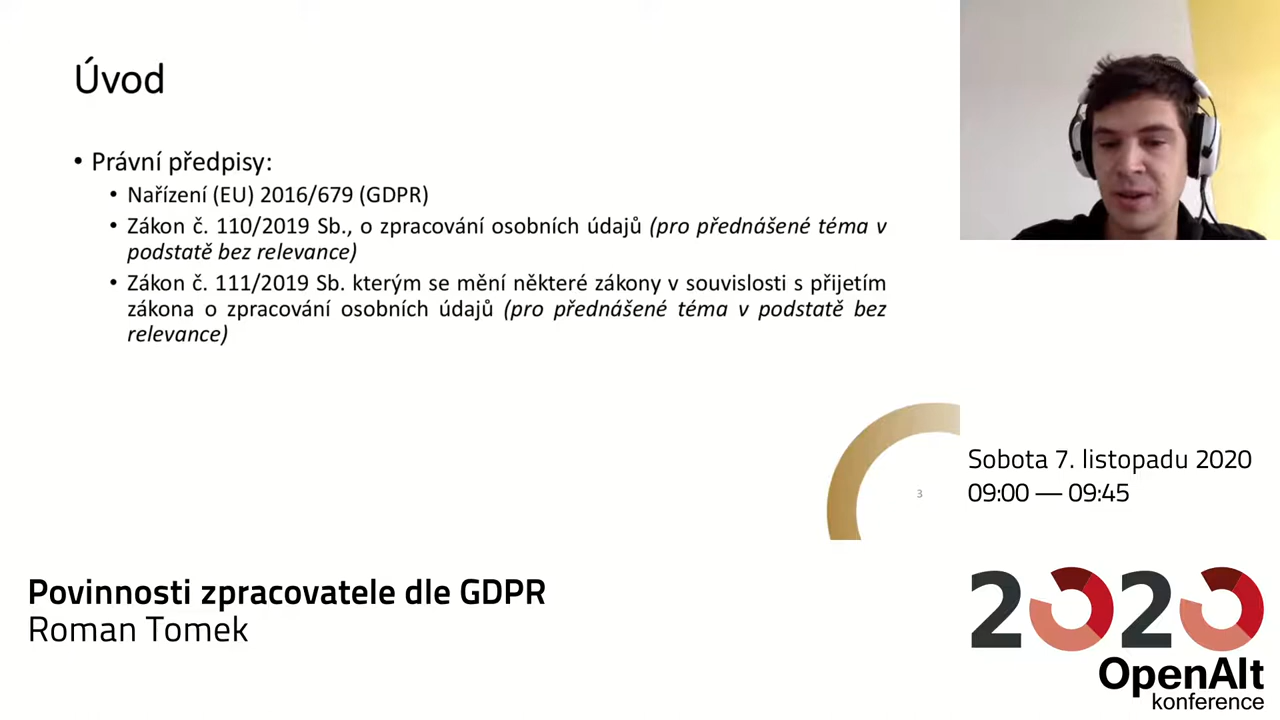 Úvod
• Právní předpisy:
• Nařízení (EU) 2016/679 (GDPR)
• Zákon č. 110/2019 Sb., o zpracování osobních údajů (pro přednášené téma v
podstatě bez relevance)
• Zákon č. 111/2019 Sb. kterým se mění některé zákony v souvislosti s přijetím
zákona o zpracování osobních údajů (pro přednášené téma v podstatě bez
relevance)
3
Sobota 7. listopadu 2020
09:00 — 09:45
Povinnosti zpracovatele dle GDPR
Roman Tomek
2020
OpenAlt
konference